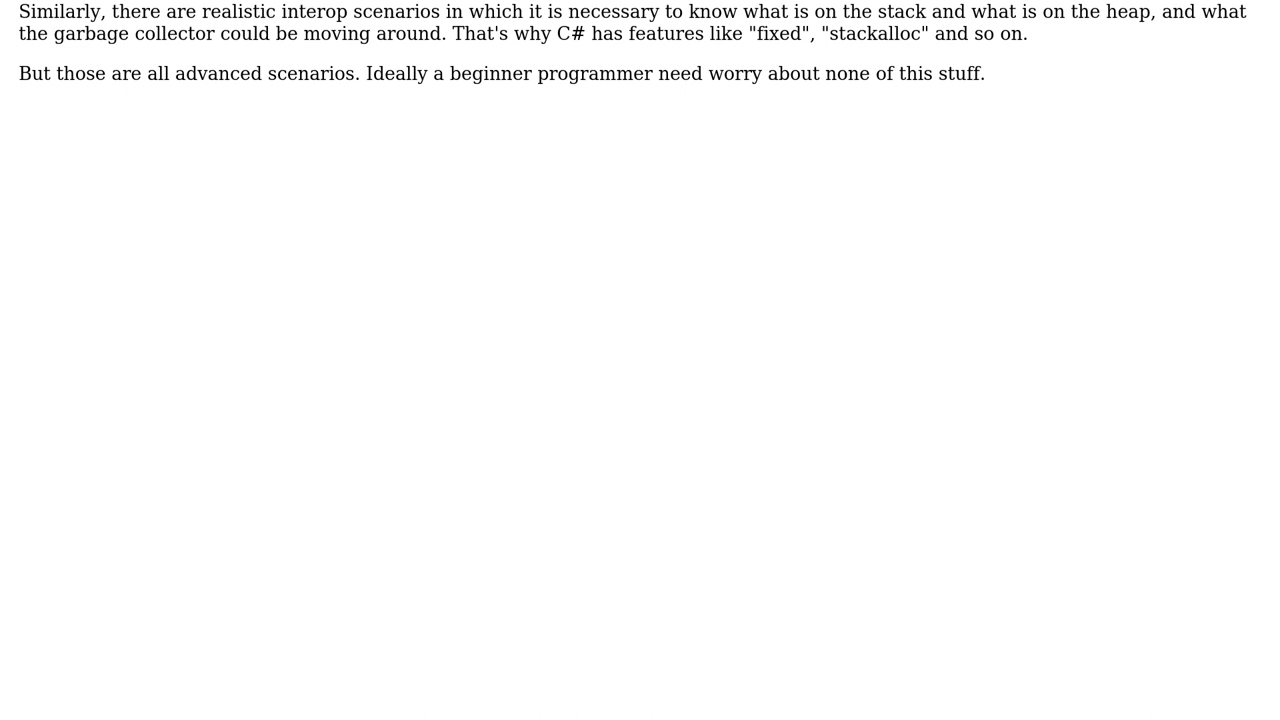 Similarly, there are realistic interop scenarios in which it is necessary to know what is on the stack and what is on the heap, and what
the garbage collector could be moving around. That's why C# has features like "fixed", "stackalloc" and so on.
But those are all advanced scenarios. Ideally a beginner programmer need worry about none of this stuff.